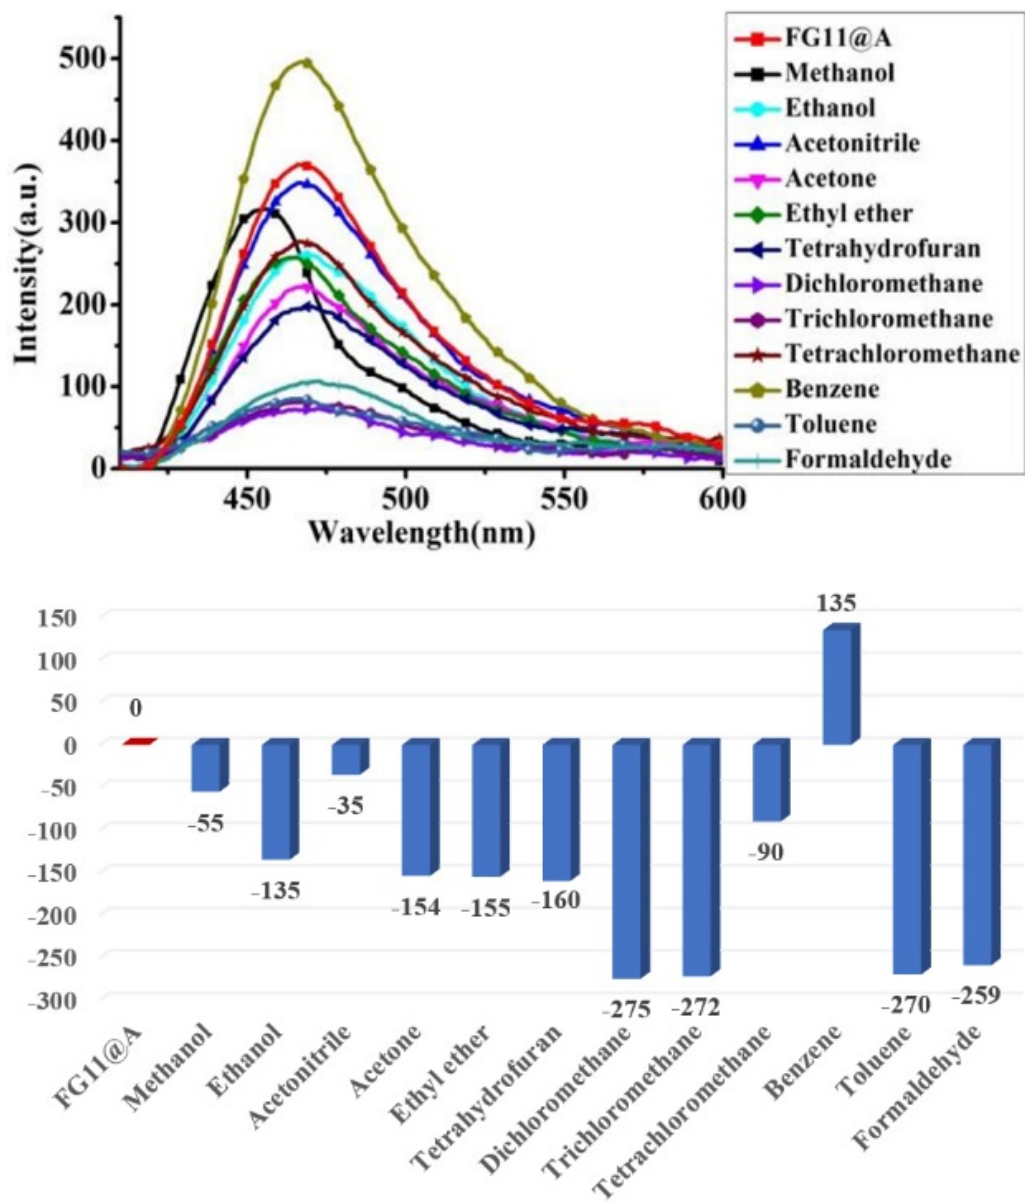 500
400
300
200
100
0
Intensity(a.u.)
450
500
550
600
Wavelength(nm)
FG11@A
Methanol
Ethanol
Acetonitrile
Acetone
Ethyl ether
Tetrahydrofuran
Dichloromethane
Trichloromethane
Tetrachloromethane
Benzene
Toluene
Formaldehyde
150
100
50
0
-50
-100
-150
-200
-250
-300
0
-55
-135
-35
-154
-155
-160
-275
-272
-90
135
-270
-259
FG11@A
Methanol
Ethanol
Acetonitrile
Acetone
Ethyl ether
Tetrahydrofuran
Dichloromethane
Trichloromethane
Tetrachloromethane
Benzene
Toluene
Formaldehyde